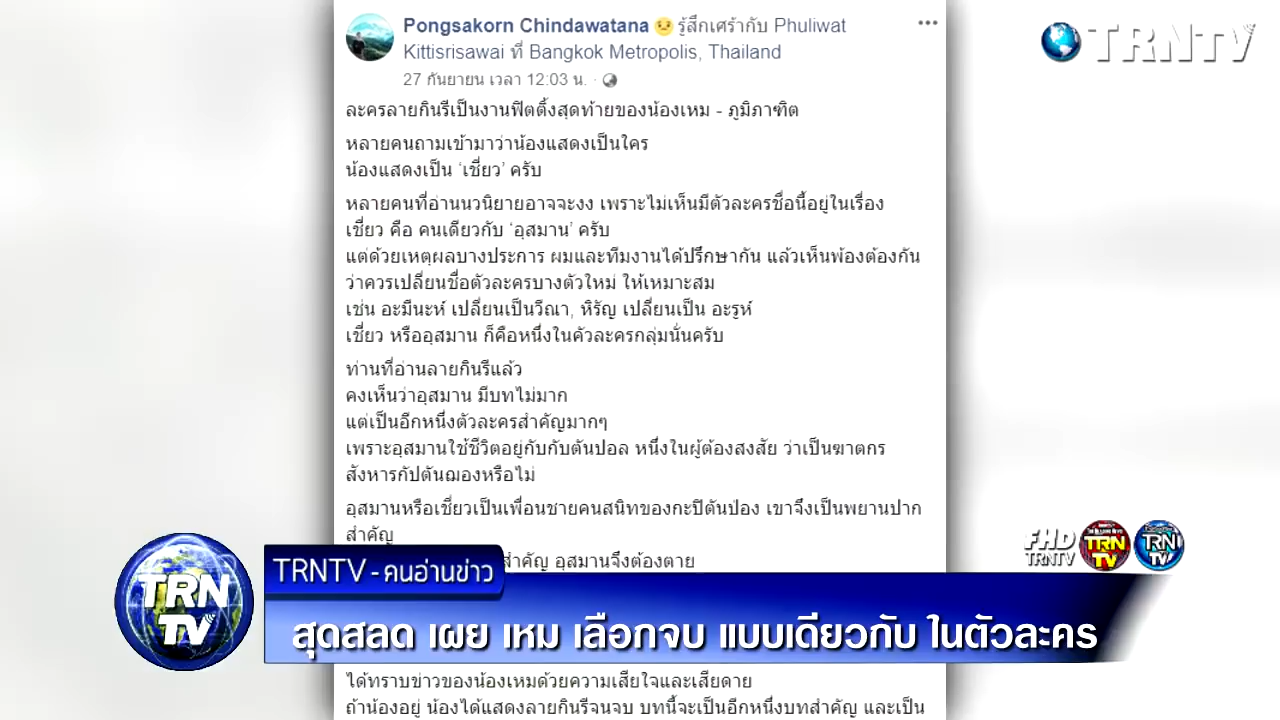 Pongsakorn Chindawatana 😟 รู้สึกเศร้ากับ Phuliwat
Kittisrisawai ที่ Bangkok Metropolis, Thailand
27 กันยายน เวลา 12:03 น. ·
TRNTV
ละครลายกินรีเป็นงานฟิตติ้งสุดท้ายของน้องเหม - ภูมิภาฑิต
หลายคนถามเข้ามาว่าน้องแสดงเป็นใคร
น้องแสดงเป็น ‘เชี่ยว’ ครับ
หลายคนที่อ่านนวนิยายอาจจะงง เพราะไม่เห็นมีตัวละครชื่อนี้อยู่ในเรื่อง
เชี่ยว คือ คนเดียวกับ ‘อุสมาน’ ครับ
แต่ด้วยเหตุผลบางประการ ผมและทีมงานได้ปรึกษากัน แล้วเห็นพ้องต้องกัน
ว่าควรเปลี่ยนชื่อตัวละครบางตัวใหม่ ให้เหมาะสม
เช่น อะมีนะห์ เปลี่ยนเป็นวีณา, หิรัญ เปลี่ยนเป็น อะรูห์
เชี่ยว หรืออุสมาน ก็คือหนึ่งในคัวละครกลุ่มนั่นครับ
ท่านที่อ่านลายกินรีแล้ว
คงเห็นว่าอุสมาน มีบทไม่มาก
แต่เป็นอีกหนึ่งตัวละครสำคัญมากๆ
เพราะอุสมานใช้ชีวิตอยู่กับกับตันปอล หนึ่งในผู้ต้องสงสัย ว่าเป็นฆาตกร
สังหารกัปตันฌองหรือไม่
อุสมานหรือเชี่ยวเป็นเพื่อนชายคนสนิทของกะปิตันป่อง เขาจึงเป็นพยานปาก
สำคัญ
สำคัญ อุสมานจึงต้องตาย
FHD
TRNTV
TRN
TV
TRN
TV
TRN
TV
TRNTV - คนอ่านข่าว
สุดสลด เผย เหม เลือกจบ แบบเดียวกับ ในตัวละคร
ได้ทราบข่าวของน้องเหมด้วยความเสียใจและเสียดาย
ถ้าน้องอยู่ น้องได้แสดงลายกินรีจนจบ บทนี้จะเป็นอีกหนึ่งบทสำคัญ และเป็น